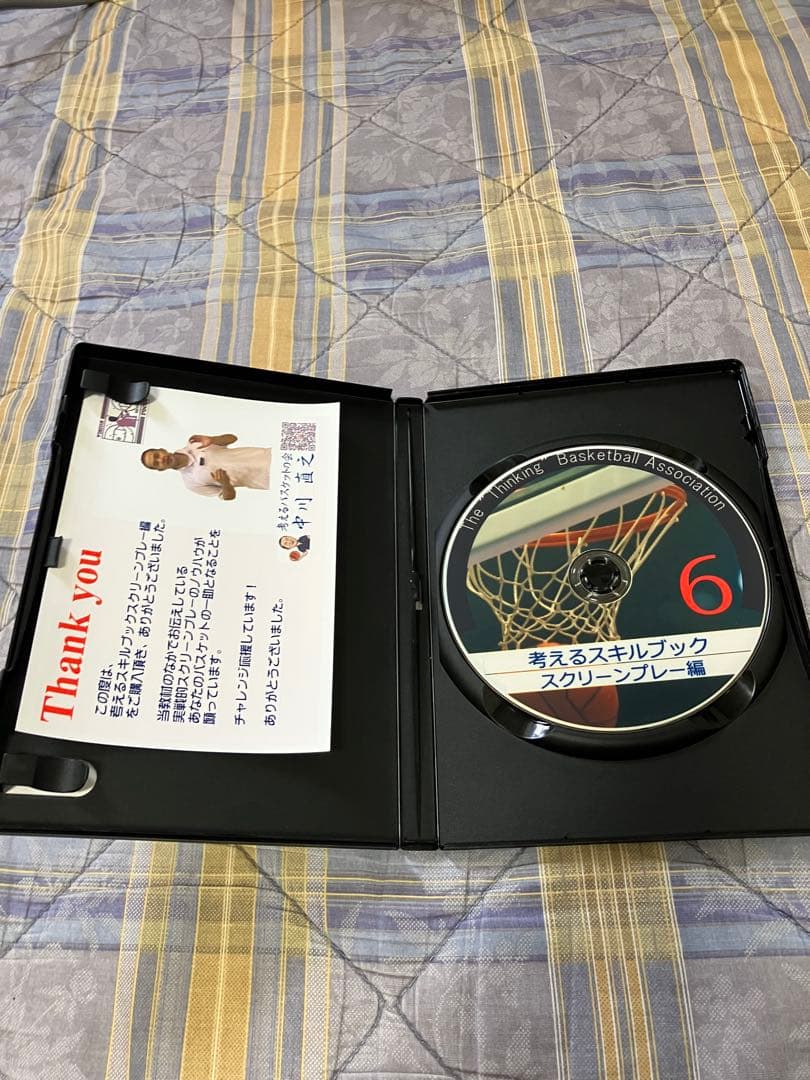 Thank you
この度は、
考えるスキルブックスクリーンプレー編
をご購入頂き、ありがとうございました。
当教材のなかでお伝えしている
実戦的スクリーンプレーのノウハウが
あなたのバスケットの一助となることを
願っています。
チャレンジ応援しています！
ありがとうございました。
考えるバスケットの会
中川 直之
The "Thinking" Basketball Association
6
考えるスキルブック
スクリーンプレー編